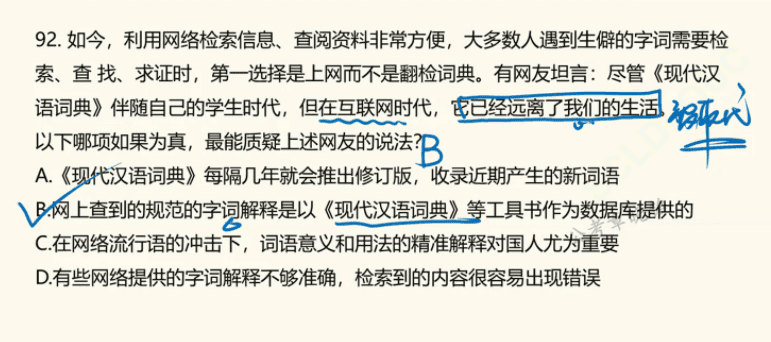 92. 如今，利用网络检索信息、查阅资料非常方便，大多数人遇到生僻的字词需要检
索、查 找、求证时，第一选择是上网而不是翻检词典。有网友坦言：尽管《现代汉
语词典》伴随自己的学生时代，但在互联网时代，它已经远离了我们的生活
被取代
以下哪项如果为真，最能质疑上述网友的说法?
B
A.《现代汉语词典》每隔几年就会推出修订版，收录近期产生的新词语
B.网上查到的规范的字词解释是以《现代汉语词典》等工具书作为数据库提供的
C.在网络流行语的冲击下，词语意义和用法的精准解释对国人尤为重要
D.有些网络提供的字词解释不够准确，检索到的内容很容易出现错误